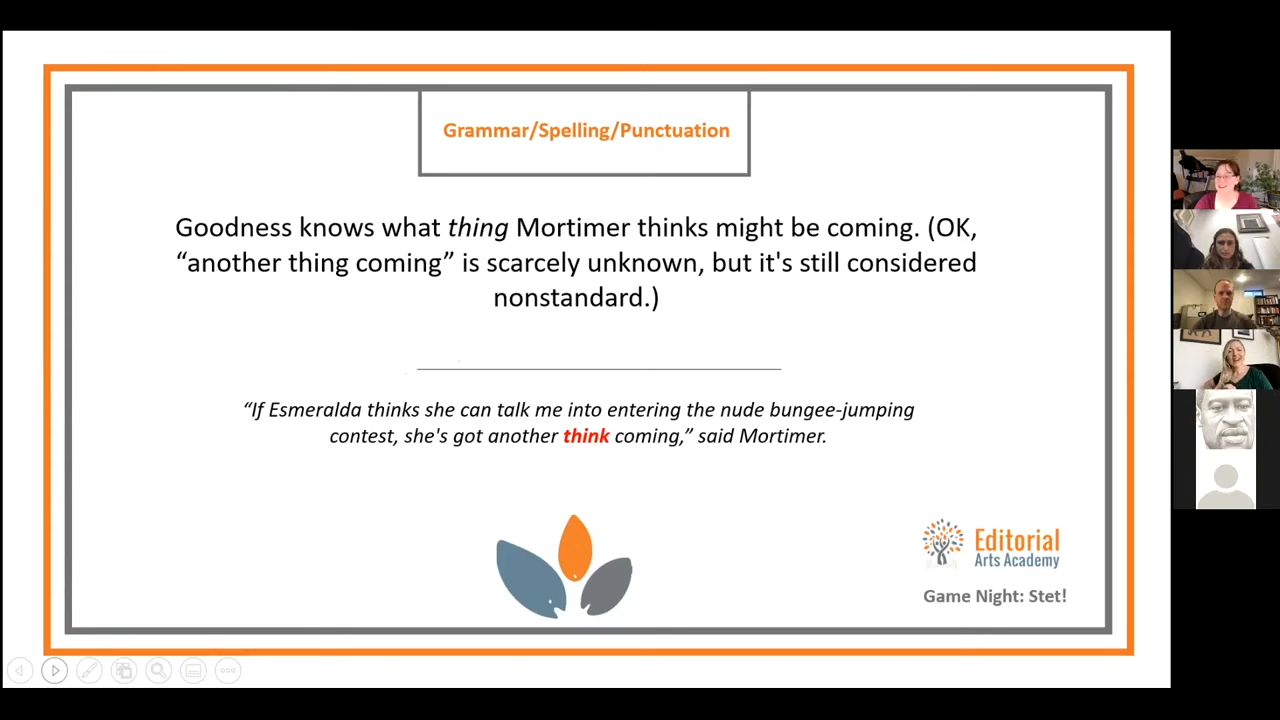 Grammar/Spelling/Punctuation
Goodness knows what thing Mortimer thinks might be coming. (OK,
“another thing coming” is scarcely unknown, but it's still considered
nonstandard.)
“If Esmeralda thinks she can talk me into entering the nude bungee-jumping
contest, she's got another think coming,” said Mortimer.
Editorial
Arts Academy
Game Night: Stet!